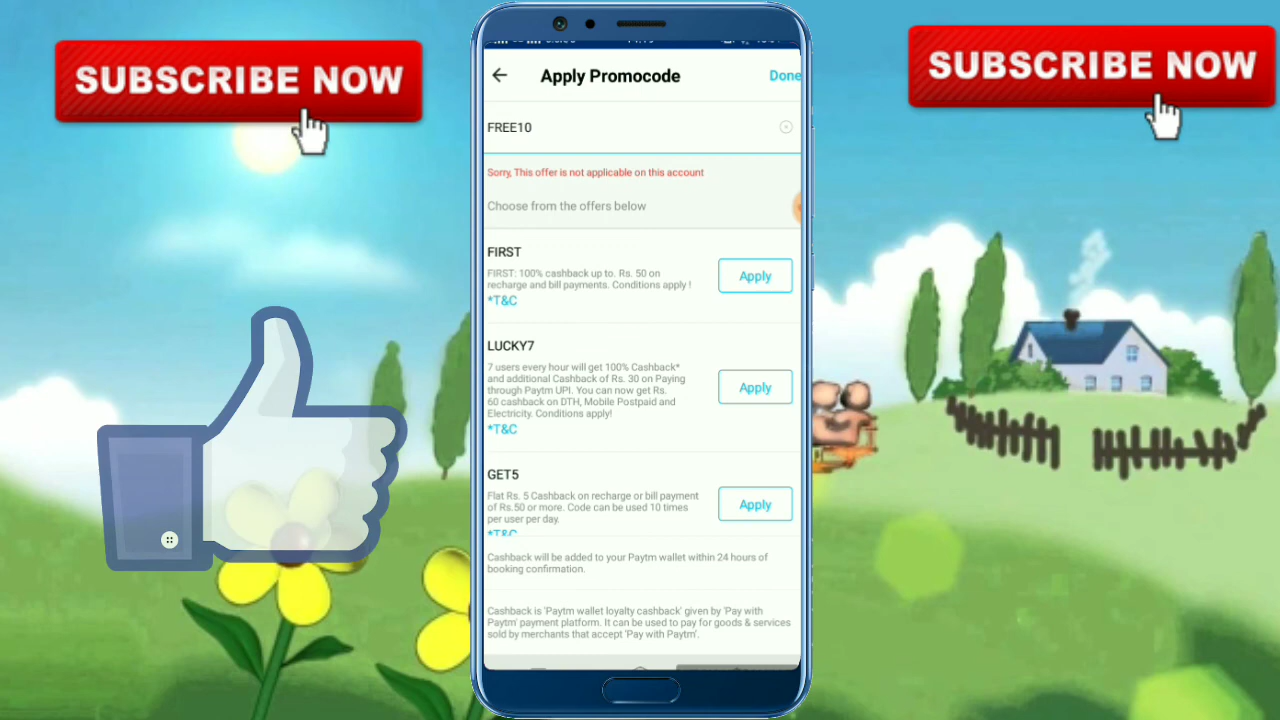 SUBSCRIBE NOW
SUBSCRIBE NOW
Apply Promocode
Done
FREE10
Sorry, This offer is not applicable on this account
Choose from the offers below
FIRST
FIRST: 100% cashback up to. Rs. 50 on
recharge and bill payments. Conditions apply !
*T&C
Apply
LUCKY7
7 users every hour will get 100% Cashback*
and additional Cashback of Rs. 30 on Paying
through Paytm UPI. You can now get Rs.
60 cashback on DTH, Mobile Postpaid and
Electricity. Conditions apply!
*T&C
Apply
GET5
Flat Rs. 5 Cashback on recharge or bill payment
of Rs.50 or more. Code can be used 10 times
per user per day.
*T&C
Apply
Cashback will be added to your Paytm wallet within 24 hours of
booking confirmation.
Cashback is 'Paytm wallet loyalty cashback' given by 'Pay with
Paytm' payment platform. It can be used to pay for goods & services
sold by merchants that accept 'Pay with Paytm'.